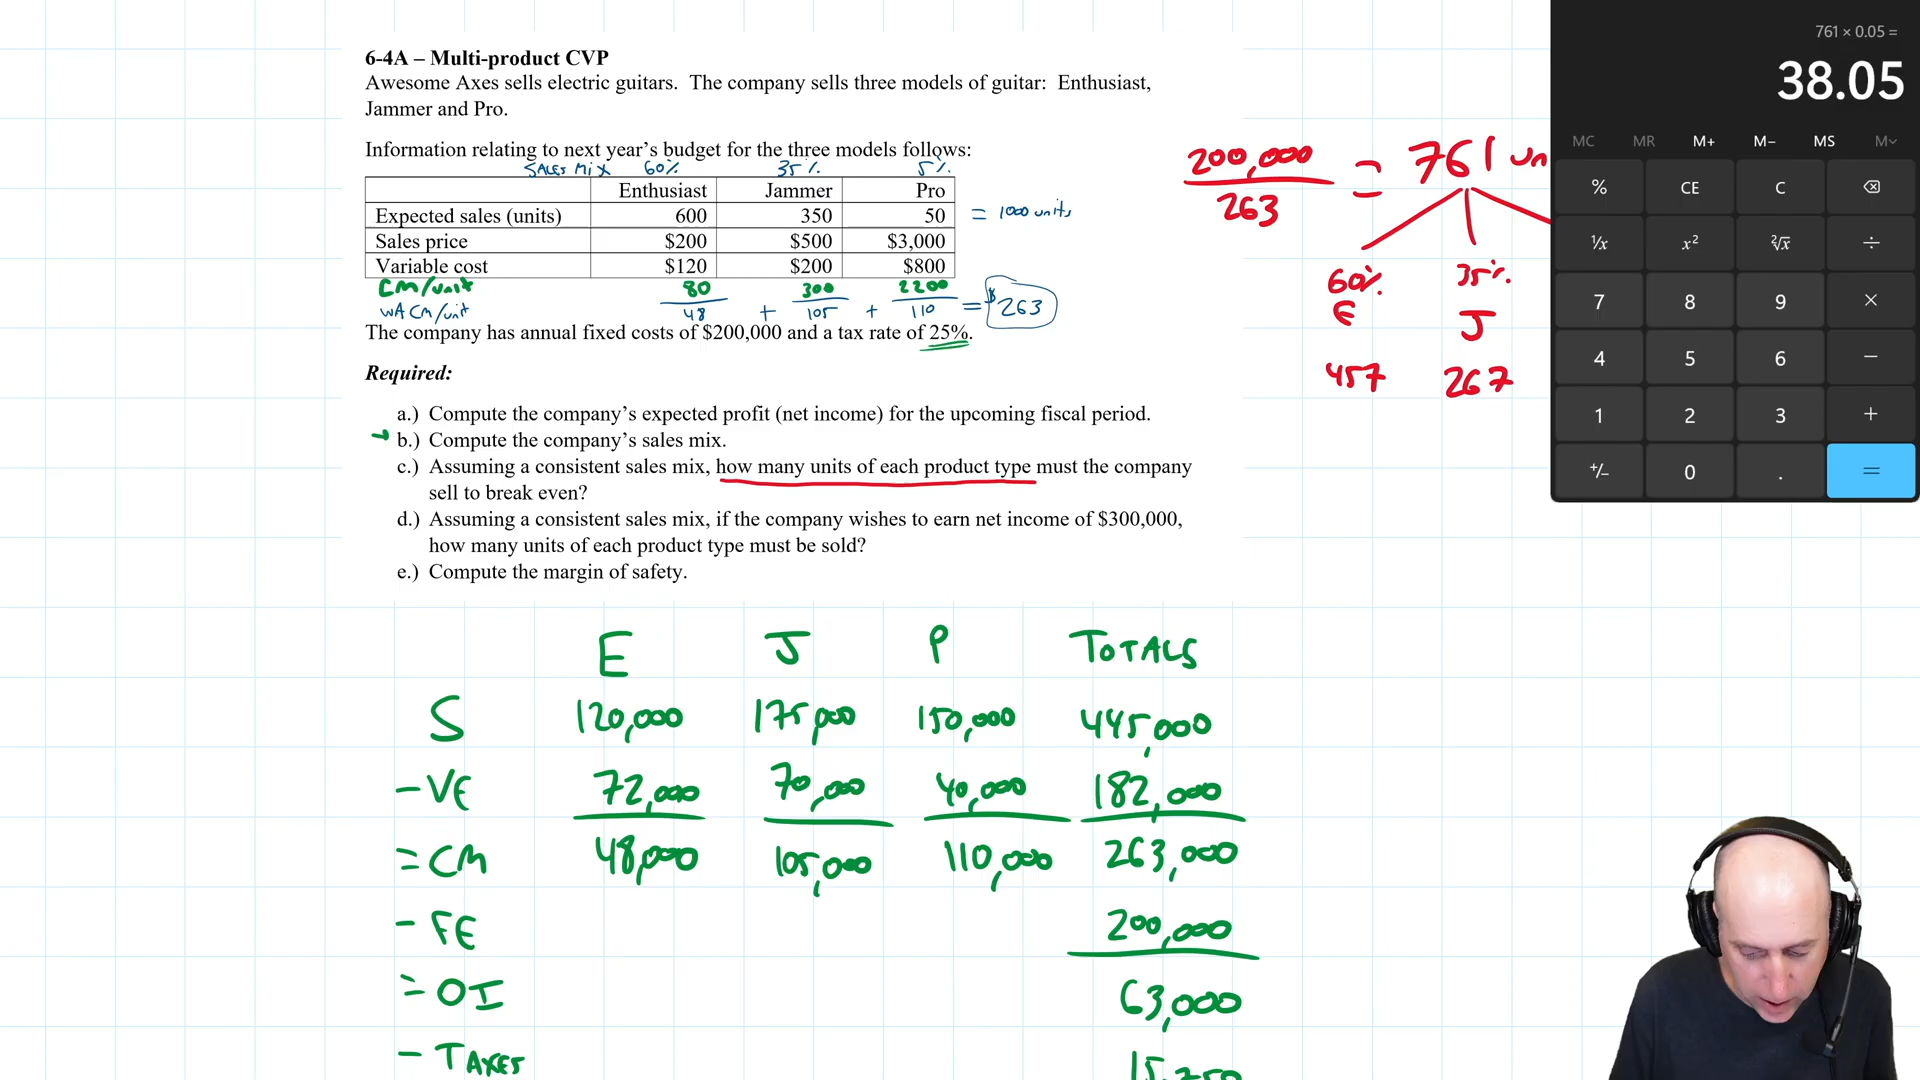 6-4A – Multi-product CVP
Awesome Axes sells electric guitars. The company sells three models of guitar: Enthusiast,
Jammer and Pro.
Information relating to next year's budget for the three models follows:
SALES MIX 60% 35% 5%
Enthusiast Jammer Pro
Expected sales (units) 600 350 50 = 1000 units
Sales price $200 $500 $3,000
Variable cost $120 $200 $800
CM/unit 80 300 2200
WA CM/unit 48 + 105 + 110 = $263
The company has annual fixed costs of $200,000 and a tax rate of 25%.
Required:
a.) Compute the company's expected profit (net income) for the upcoming fiscal period.
→ b.) Compute the company's sales mix.
c.) Assuming a consistent sales mix, how many units of each product type must the company
sell to break even?
d.) Assuming a consistent sales mix, if the company wishes to earn net income of $300,000,
how many units of each product type must be sold?
e.) Compute the margin of safety.
200,000
263
= 761 un
60% 35%
E J
457 267
E J P TOTALS
S 120,000 175,000 150,000 445,000
- VE 72,000 70,000 40,000 182,000
= CM 48,000 105,000 110,000 263,000
- FE 200,000
= OI 63,000
- TAXES 15,750
761 × 0.05 =
38.05
MC MR M+ M− MS M˅
% CE C ⌫
¹/x x² ²√x ÷
7 8 9 ×
4 5 6 −
1 2 3 +
+/− 0 . =